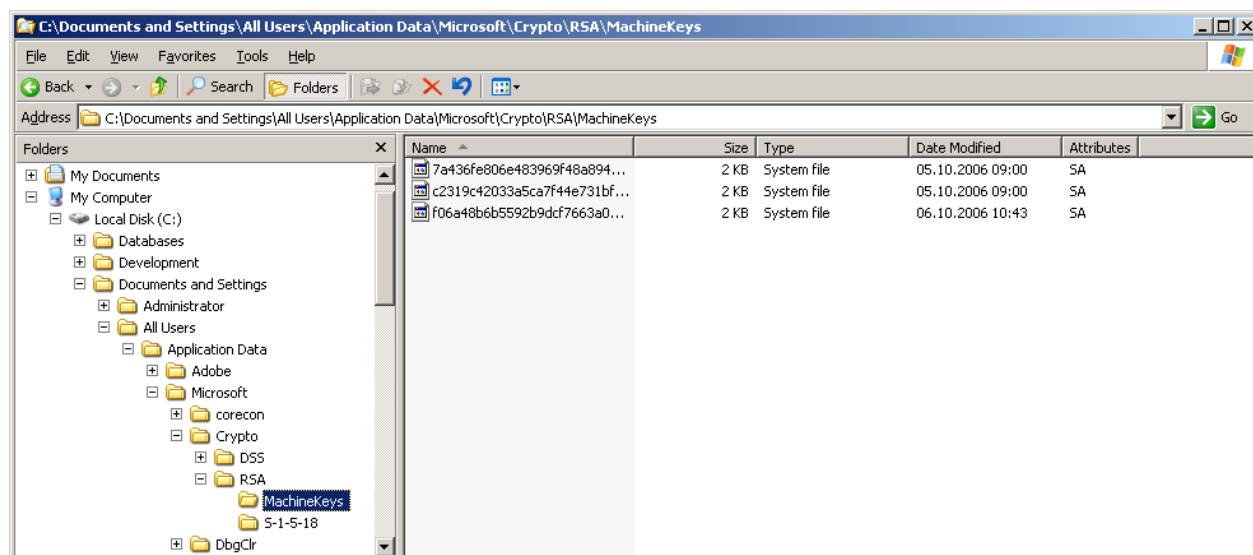 C:\Documents and Settings\All Users\Application Data\Microsoft\Crypto\RSA\MachineKeys
File Edit View Favorites Tools Help
Back Search Folders
Address C:\Documents and Settings\All Users\Application Data\Microsoft\Crypto\RSA\MachineKeys Go
Folders Name Size Type Date Modified Attributes
My Documents 7a436fe806e483969f48a894... 2 KB System file 05.10.2006 09:00 SA
My Computer c2319c42033a5ca7f44e731bf... 2 KB System file 05.10.2006 09:00 SA
Local Disk (C:) f06a48b6b5592b9dcf7663a0... 2 KB System file 06.10.2006 10:43 SA
Databases
Development
Documents and Settings
Administrator
All Users
Application Data
Adobe
Microsoft
corecon
Crypto
DSS
RSA
MachineKeys
S-1-5-18
DbgClr